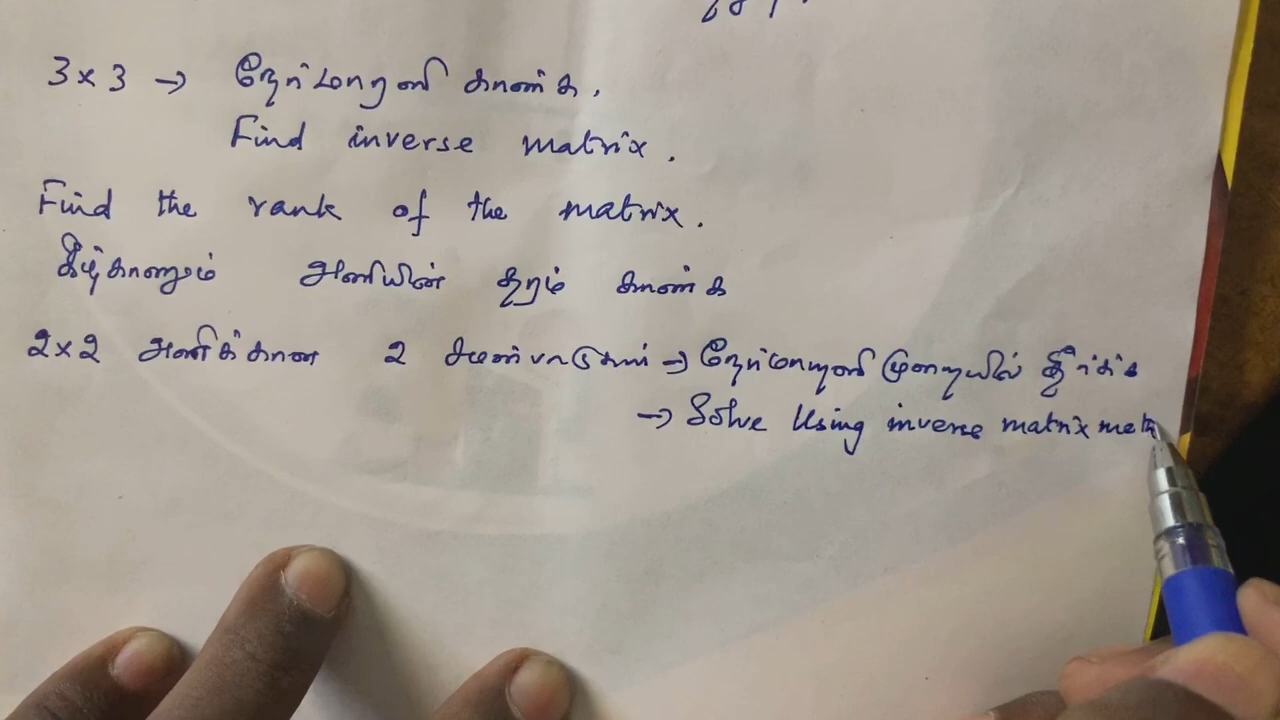 3×3 → நேர்மாறணி காண்க.
Find inverse matrix.
Find the rank of the matrix.
கீழ்காணும் அணியின் தரம் காண்க
2×2 அணிக்கான 2 சமன்பாடுகள் → நேர்மாறுணி முறையில் தீர்க்க
→ Solve Using inverse matrix meth